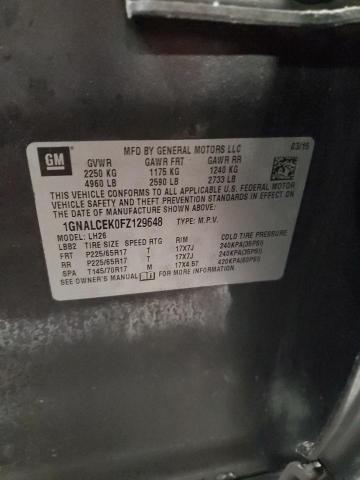 GM
MFD BY GENERAL MOTORS LLC 03/15
GVWR GAWR FRT GAWR RR
2250 KG 1175 KG 1240 KG
4960 LB 2590 LB 2733 LB
THIS VEHICLE CONFORMS TO ALL APPLICABLE U.S. FEDERAL MOTOR
VEHICLE SAFETY, BUMPER, AND THEFT PREVENTION STANDARDS IN
EFFECT ON THE DATE OF MANUFACTURE SHOWN ABOVE.
1GNALCEK0FZ129648 TYPE: M.P.V.
MODEL: LH26
LBB2 TIRE SIZE SPEED RTG RIM COLD TIRE PRESSURE
FRT P225/65R17 T 17X7J 240KPA(35PSI)
RR P225/65R17 T 17X7J 240KPA(35PSI)
SPA T145/70R17 M 17X4.5T 420KPA(60PSI)
SEE OWNER'S MANUAL FOR MORE INFORMATION.